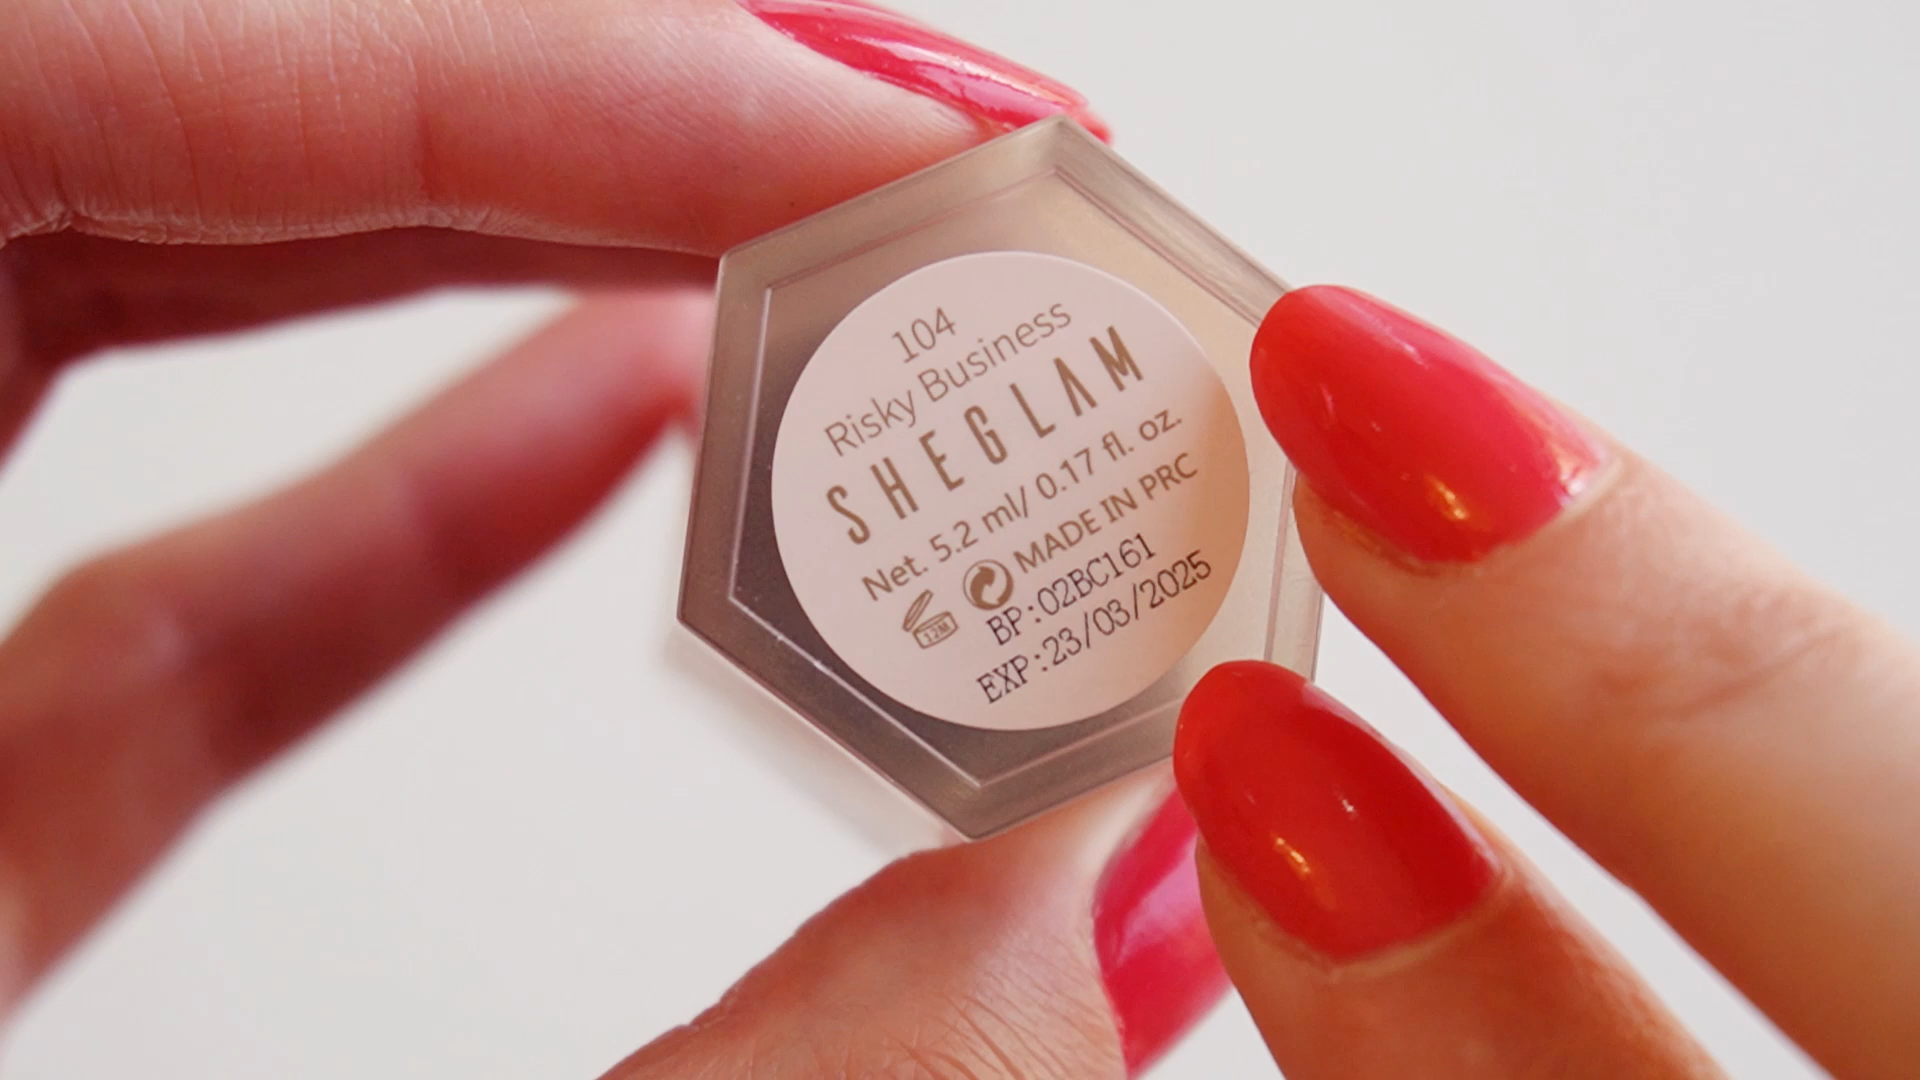 104
Risky Business
SHEGLAM
Net. 5.2 ml/ 0.17 fl. oz.
MADE IN PRC
12M
BP:02BC161
EXP:23/03/2025